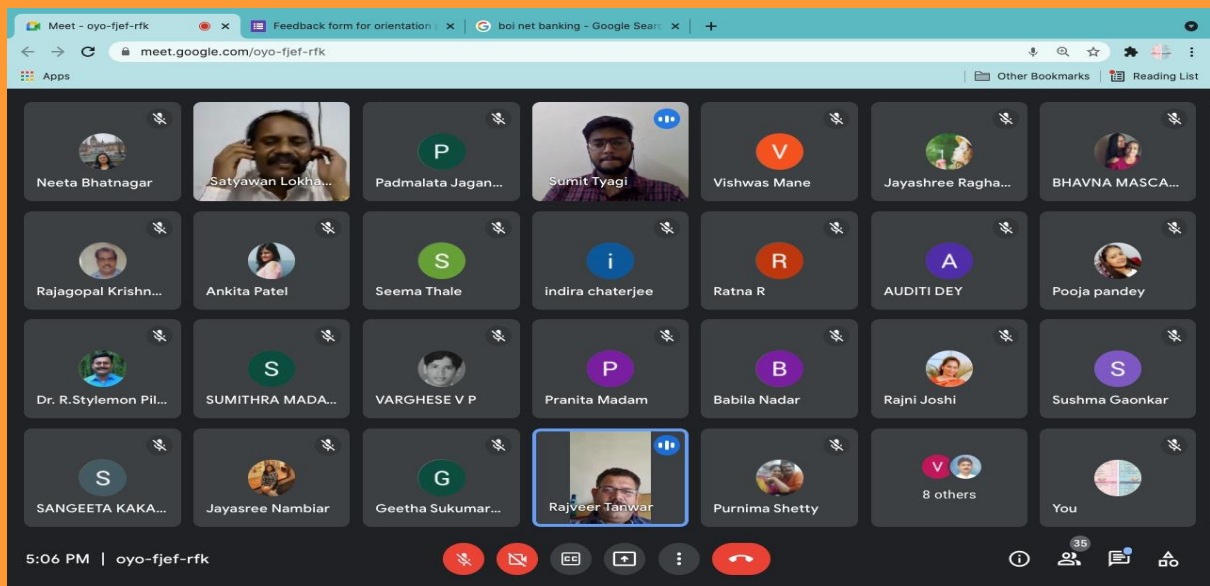 Meet - oyo-fjef-rfk
Feedback form for orientation
boi net banking - Google Sear
meet.google.com/oyo-fjef-rfk
Apps
Other Bookmarks
Reading List
Neeta Bhatnagar
Satyawan Lokha...
P
Padmalata Jagan...
Sumit Tyagi
V
Vishwas Mane
Jayashree Ragha...
BHAVNA MASCA...
Rajagopal Krishn...
Ankita Patel
S
Seema Thale
i
indira chaterjee
R
Ratna R
A
AUDITI DEY
Pooja pandey
Dr. R.Stylemon Pil...
S
SUMITHRA MADA...
VARGHESE V P
P
Pranita Madam
B
Babila Nadar
Rajni Joshi
S
Sushma Gaonkar
S
SANGEETA KAKA...
Jayasree Nambiar
G
Geetha Sukumar...
Rajveer Tanwar
Purnima Shetty
V
8 others
You
5:06 PM | oyo-fjef-rfk
CC
35